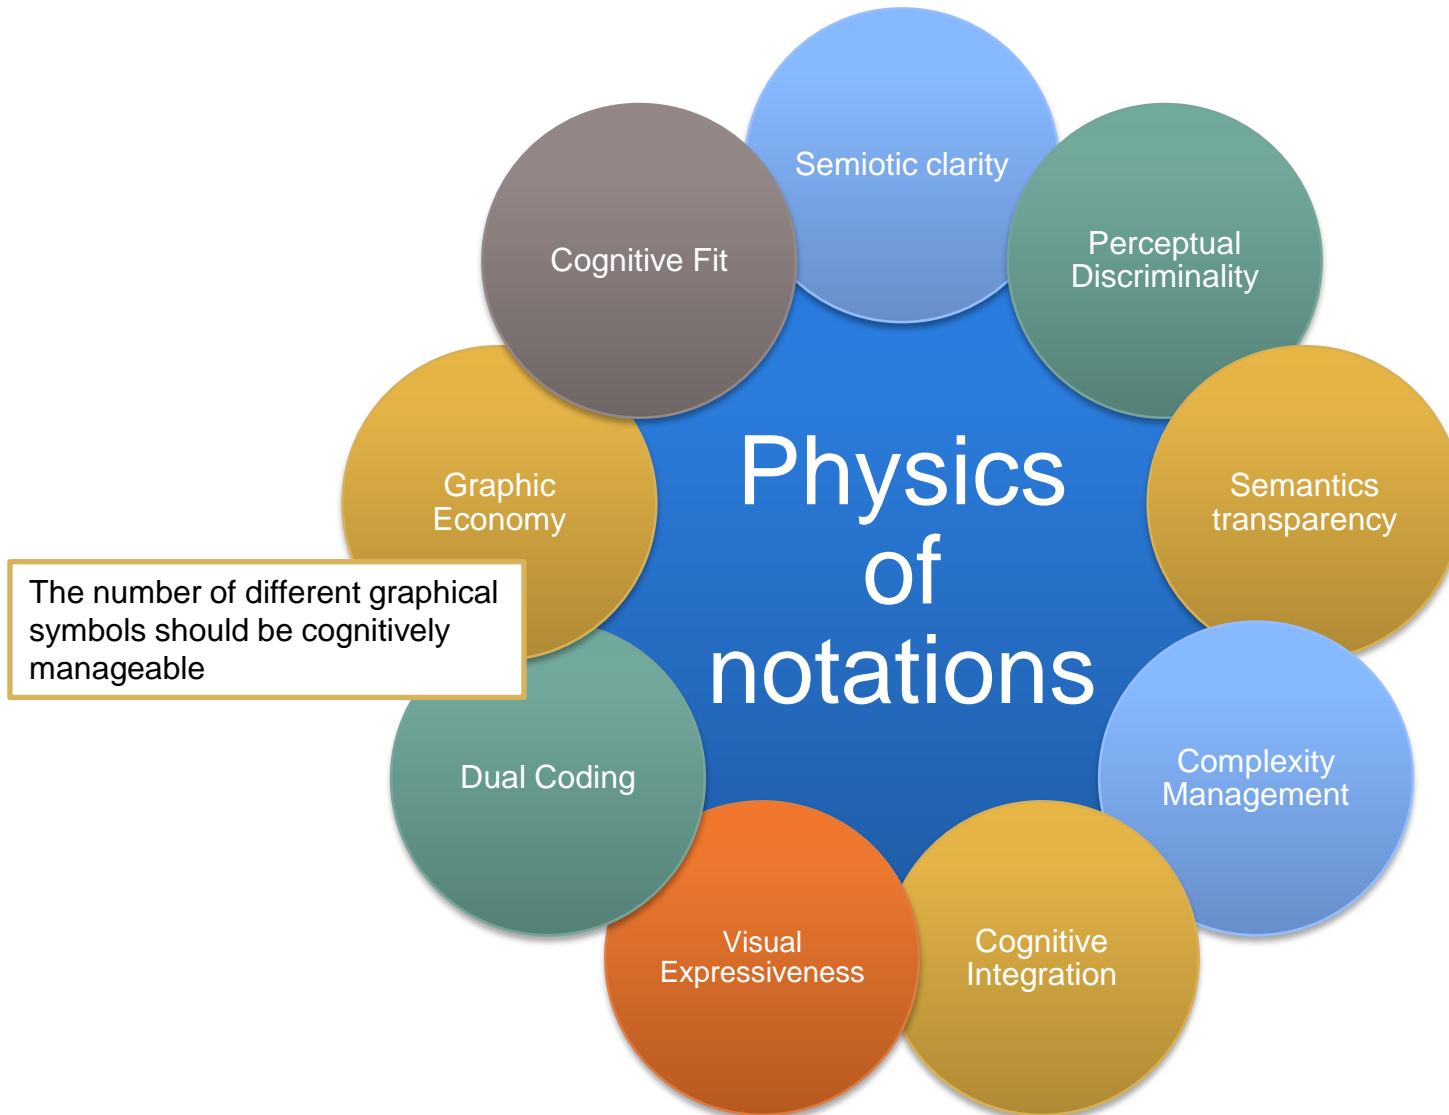 Semiotic clarity
Perceptual
Discriminality
Semantics
transparency
Complexity
Management
Cognitive
Integration
Visual
Expressiveness
Dual Coding
Graphic
Economy
The number of different graphical
symbols should be cognitively
manageable
Cognitive Fit
Physics
of
notations